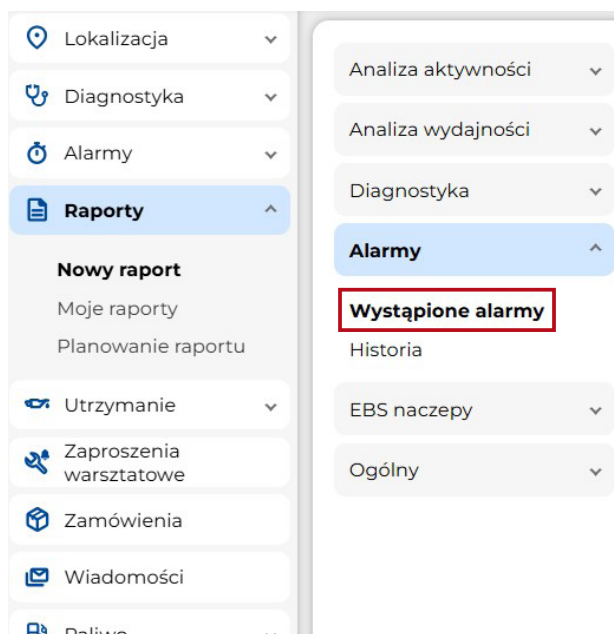 Lokalizacja
Diagnostyka
Alarmy
Raporty
Nowy raport
Moje raporty
Planowanie raportu
Utrzymanie
Zaproszenia
warsztatowe
Zamówienia
Wiadomości
Paliwo
Analiza aktywności
Analiza wydajności
Diagnostyka
Alarmy
Wystąpione alarmy
Historia
EBS naczepy
Ogólny